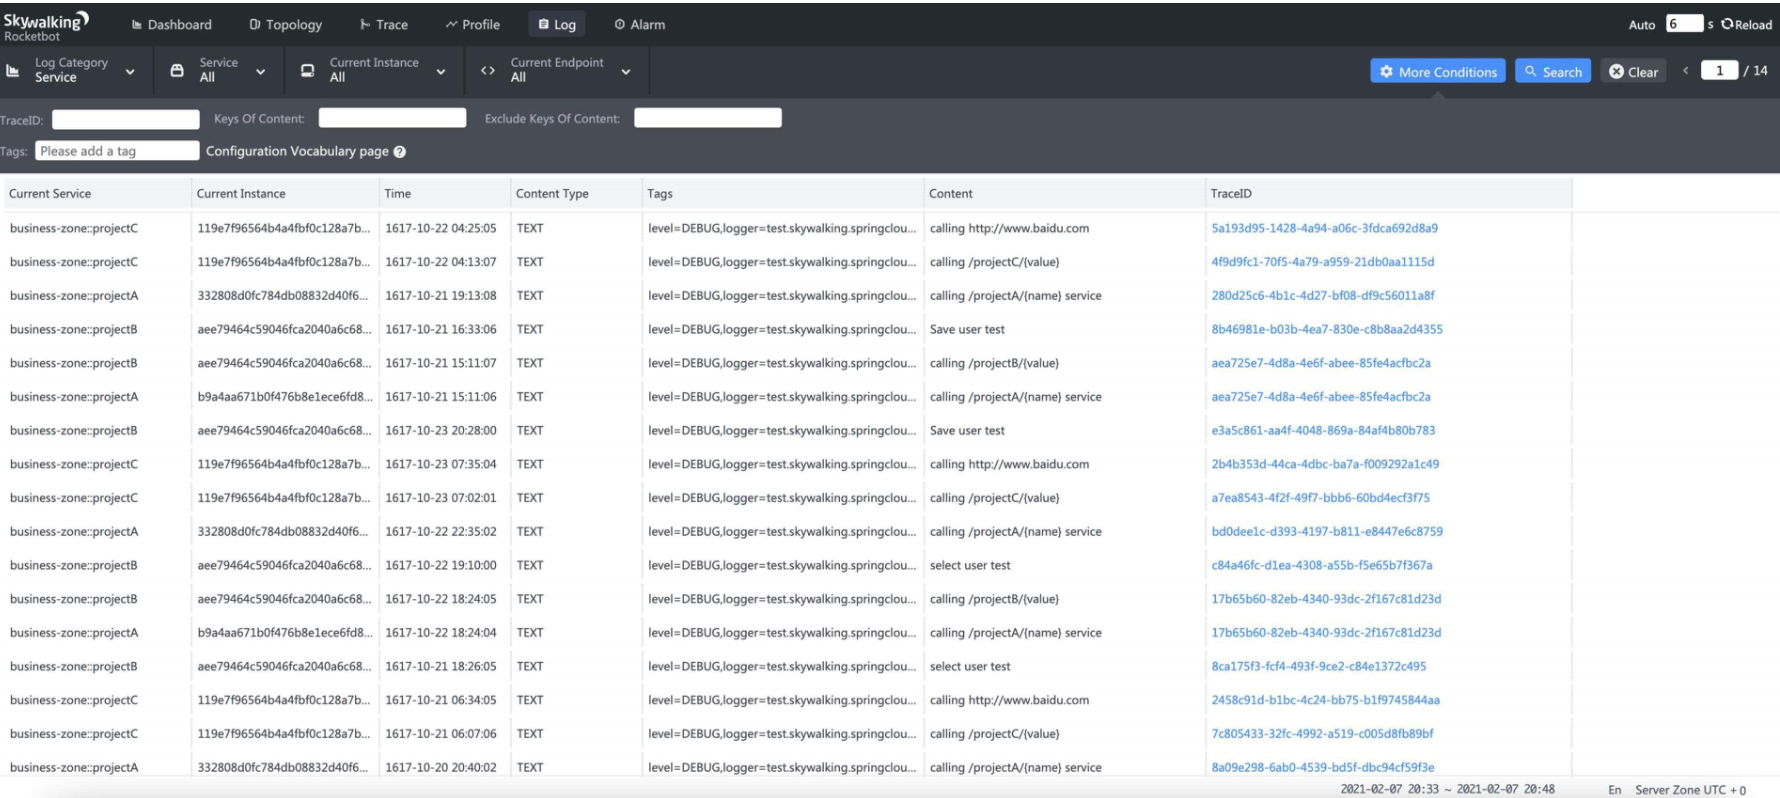 Skywalking Dashboard Topology Trace Profile Log Alarm Auto 6 s Reload
Rocketbot
Log Category Service Current Instance Current Endpoint
Service All All All More Conditions Search Clear < 1 / 14
TraceID: Keys Of Content: Exclude Keys Of Content:
Tags: Please add a tag Configuration Vocabulary page ?
Current Service Current Instance Time Content Type Tags Content TraceID
business-zone::projectC 119e7f96564b4a4fbf0c128a7b... 1617-10-22 04:25:05 TEXT level=DEBUG,logger=test.skywalking.springclou... calling http://www.baidu.com 5a193d95-1428-4a94-a06c-3fdca692d8a9
business-zone::projectC 119e7f96564b4a4fbf0c128a7b... 1617-10-22 04:13:07 TEXT level=DEBUG,logger=test.skywalking.springclou... calling /projectC/{value} 4f9d9fc1-70f5-4a79-a959-21db0aa1115d
business-zone::projectA 332808d0fc784db08832d40f6... 1617-10-21 19:13:08 TEXT level=DEBUG,logger=test.skywalking.springclou... calling /projectA/{name} service 280d25c6-4b1c-4d27-bf08-df9c56011a8f
business-zone::projectB aee79464c59046fca2040a6c68... 1617-10-21 16:33:06 TEXT level=DEBUG,logger=test.skywalking.springclou... Save user test 8b46981e-b03b-4ea7-830e-c8b8aa2d4355
business-zone::projectB aee79464c59046fca2040a6c68... 1617-10-21 15:11:07 TEXT level=DEBUG,logger=test.skywalking.springclou... calling /projectB/{value} aea725e7-4d8a-4e6f-abee-85fe4acfbc2a
business-zone::projectA b9a4aa671b0f476b8e1ece6fd8... 1617-10-21 15:11:06 TEXT level=DEBUG,logger=test.skywalking.springclou... calling /projectA/{name} service aea725e7-4d8a-4e6f-abee-85fe4acfbc2a
business-zone::projectB aee79464c59046fca2040a6c68... 1617-10-23 20:28:00 TEXT level=DEBUG,logger=test.skywalking.springclou... Save user test e3a5c861-aa4f-4048-869a-84af4b80b783
business-zone::projectC 119e7f96564b4a4fbf0c128a7b... 1617-10-23 07:35:04 TEXT level=DEBUG,logger=test.skywalking.springclou... calling http://www.baidu.com 2b4b353d-44ca-4dbc-ba7a-f009292a1c49
business-zone::projectC 119e7f96564b4a4fbf0c128a7b... 1617-10-23 07:02:01 TEXT level=DEBUG,logger=test.skywalking.springclou... calling /projectC/{value} a7ea8543-4f2f-49f7-bbb6-60bd4ecf3f75
business-zone::projectA 332808d0fc784db08832d40f6... 1617-10-22 22:35:02 TEXT level=DEBUG,logger=test.skywalking.springclou... calling /projectA/{name} service bd0dee1c-d393-4197-b811-e8447e6c8759
business-zone::projectB aee79464c59046fca2040a6c68... 1617-10-22 19:10:00 TEXT level=DEBUG,logger=test.skywalking.springclou... select user test c84a46fc-d1ea-4308-a55b-f5e65b7f367a
business-zone::projectB aee79464c59046fca2040a6c68... 1617-10-22 18:24:05 TEXT level=DEBUG,logger=test.skywalking.springclou... calling /projectB/{value} 17b65b60-82eb-4340-93dc-2f167c81d23d
business-zone::projectA b9a4aa671b0f476b8e1ece6fd8... 1617-10-22 18:24:04 TEXT level=DEBUG,logger=test.skywalking.springclou... calling /projectA/{name} service 17b65b60-82eb-4340-93dc-2f167c81d23d
business-zone::projectB aee79464c59046fca2040a6c68... 1617-10-21 18:26:05 TEXT level=DEBUG,logger=test.skywalking.springclou... select user test 8ca175f3-fcf4-493f-9ce2-c84e1372c495
business-zone::projectC 119e7f96564b4a4fbf0c128a7b... 1617-10-21 06:34:05 TEXT level=DEBUG,logger=test.skywalking.springclou... calling http://www.baidu.com 2458c91d-b1bc-4c24-bb75-b1f9745844aa
business-zone::projectC 119e7f96564b4a4fbf0c128a7b... 1617-10-21 06:07:06 TEXT level=DEBUG,logger=test.skywalking.springclou... calling /projectC/{value} 7c805433-32fc-4992-a519-c005d8fb89bf
business-zone::projectA 332808d0fc784db08832d40f6... 1617-10-20 20:40:02 TEXT level=DEBUG,logger=test.skywalking.springclou... calling /projectA/{name} service 8a09e298-6ab0-4539-bd5f-dbc94cf59f3e
2021-02-07 20:33 ~ 2021-02-07 20:48 En Server Zone UTC + 0